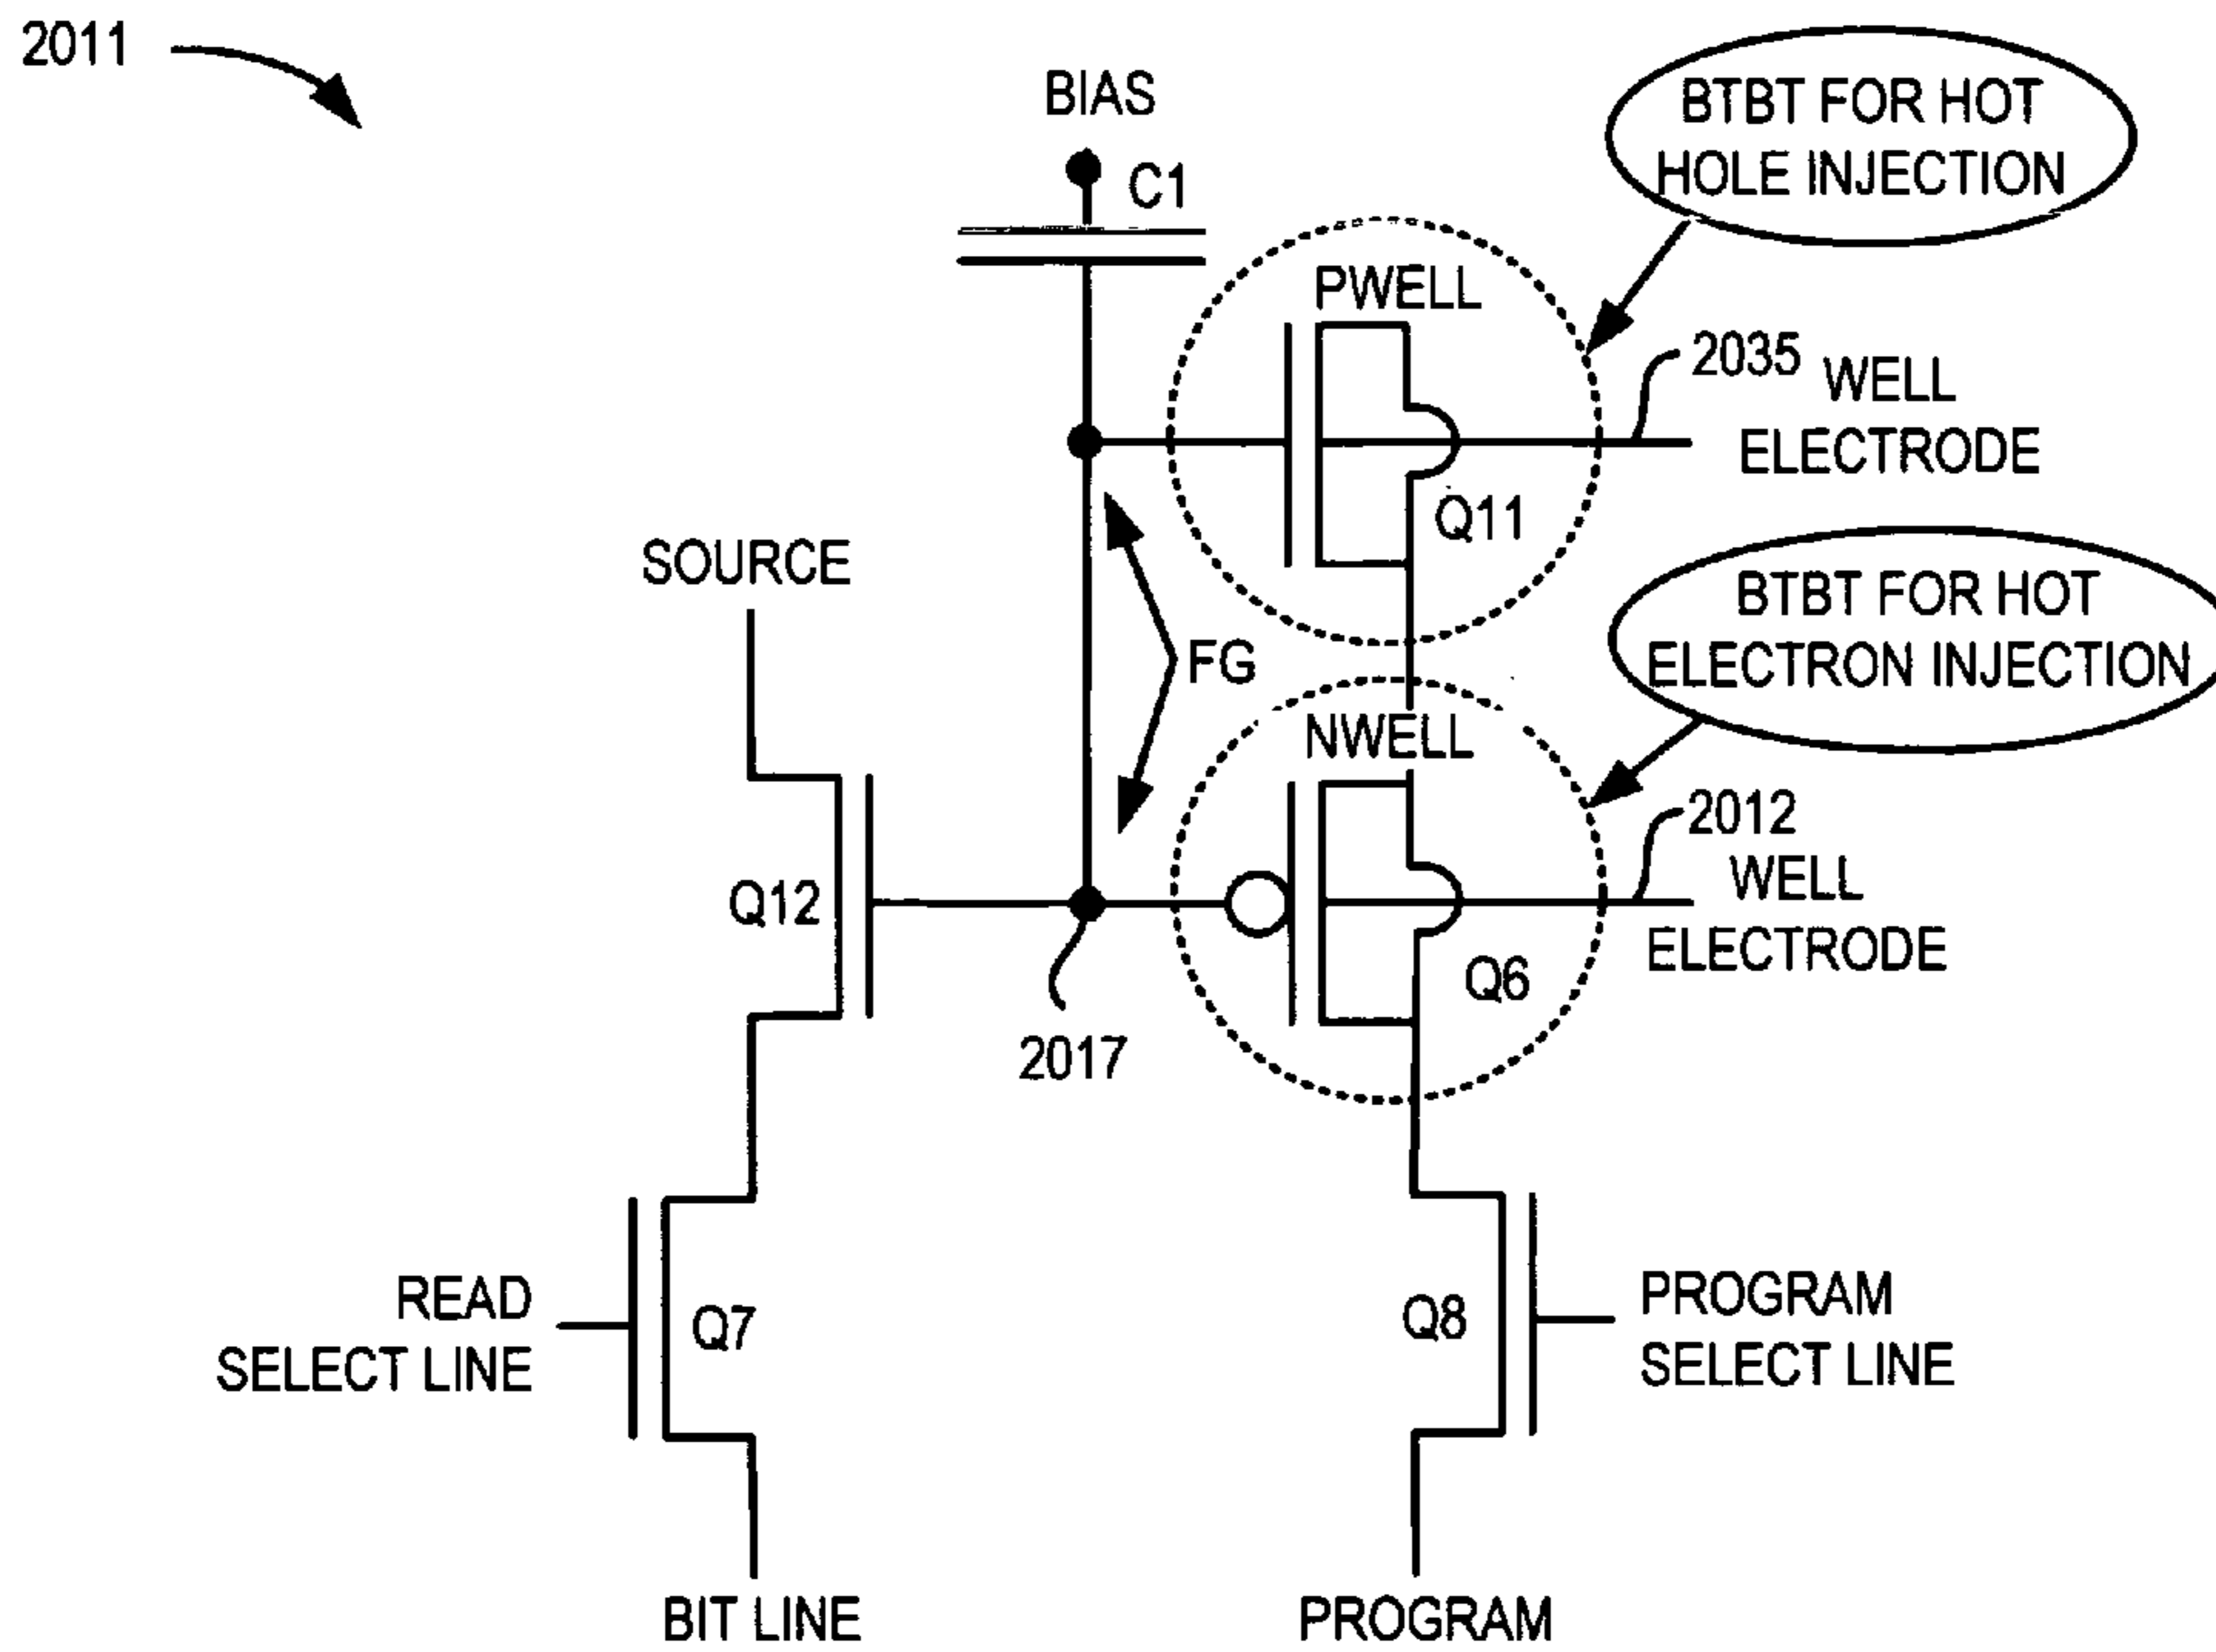 2011
BIAS
C1
BTBT FOR HOT
HOLE INJECTION
PWELL
2035
WELL
ELECTRODE
Q11
SOURCE
BTBT FOR HOT
ELECTRON INJECTION
FG
NWELL
2012
WELL
ELECTRODE
Q12
Q6
2017
READ
SELECT LINE
Q7
Q8
PROGRAM
SELECT LINE
BIT LINE
PROGRAM